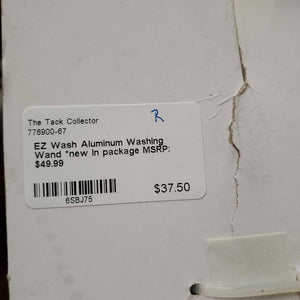 R
The Tack Collector
776900-67
EZ Wash Aluminum Washing
Wand *new in package MSRP:
$49.99
$37.50
6SBJ75